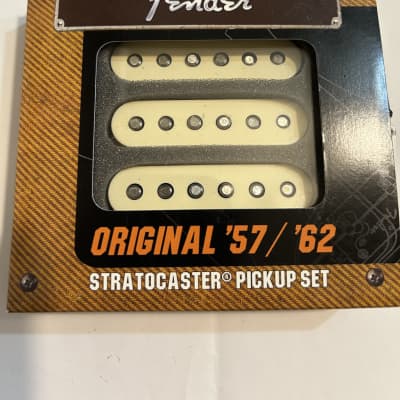 Fender
ORIGINAL '57/'62
STRATOCASTER® PICKUP SET